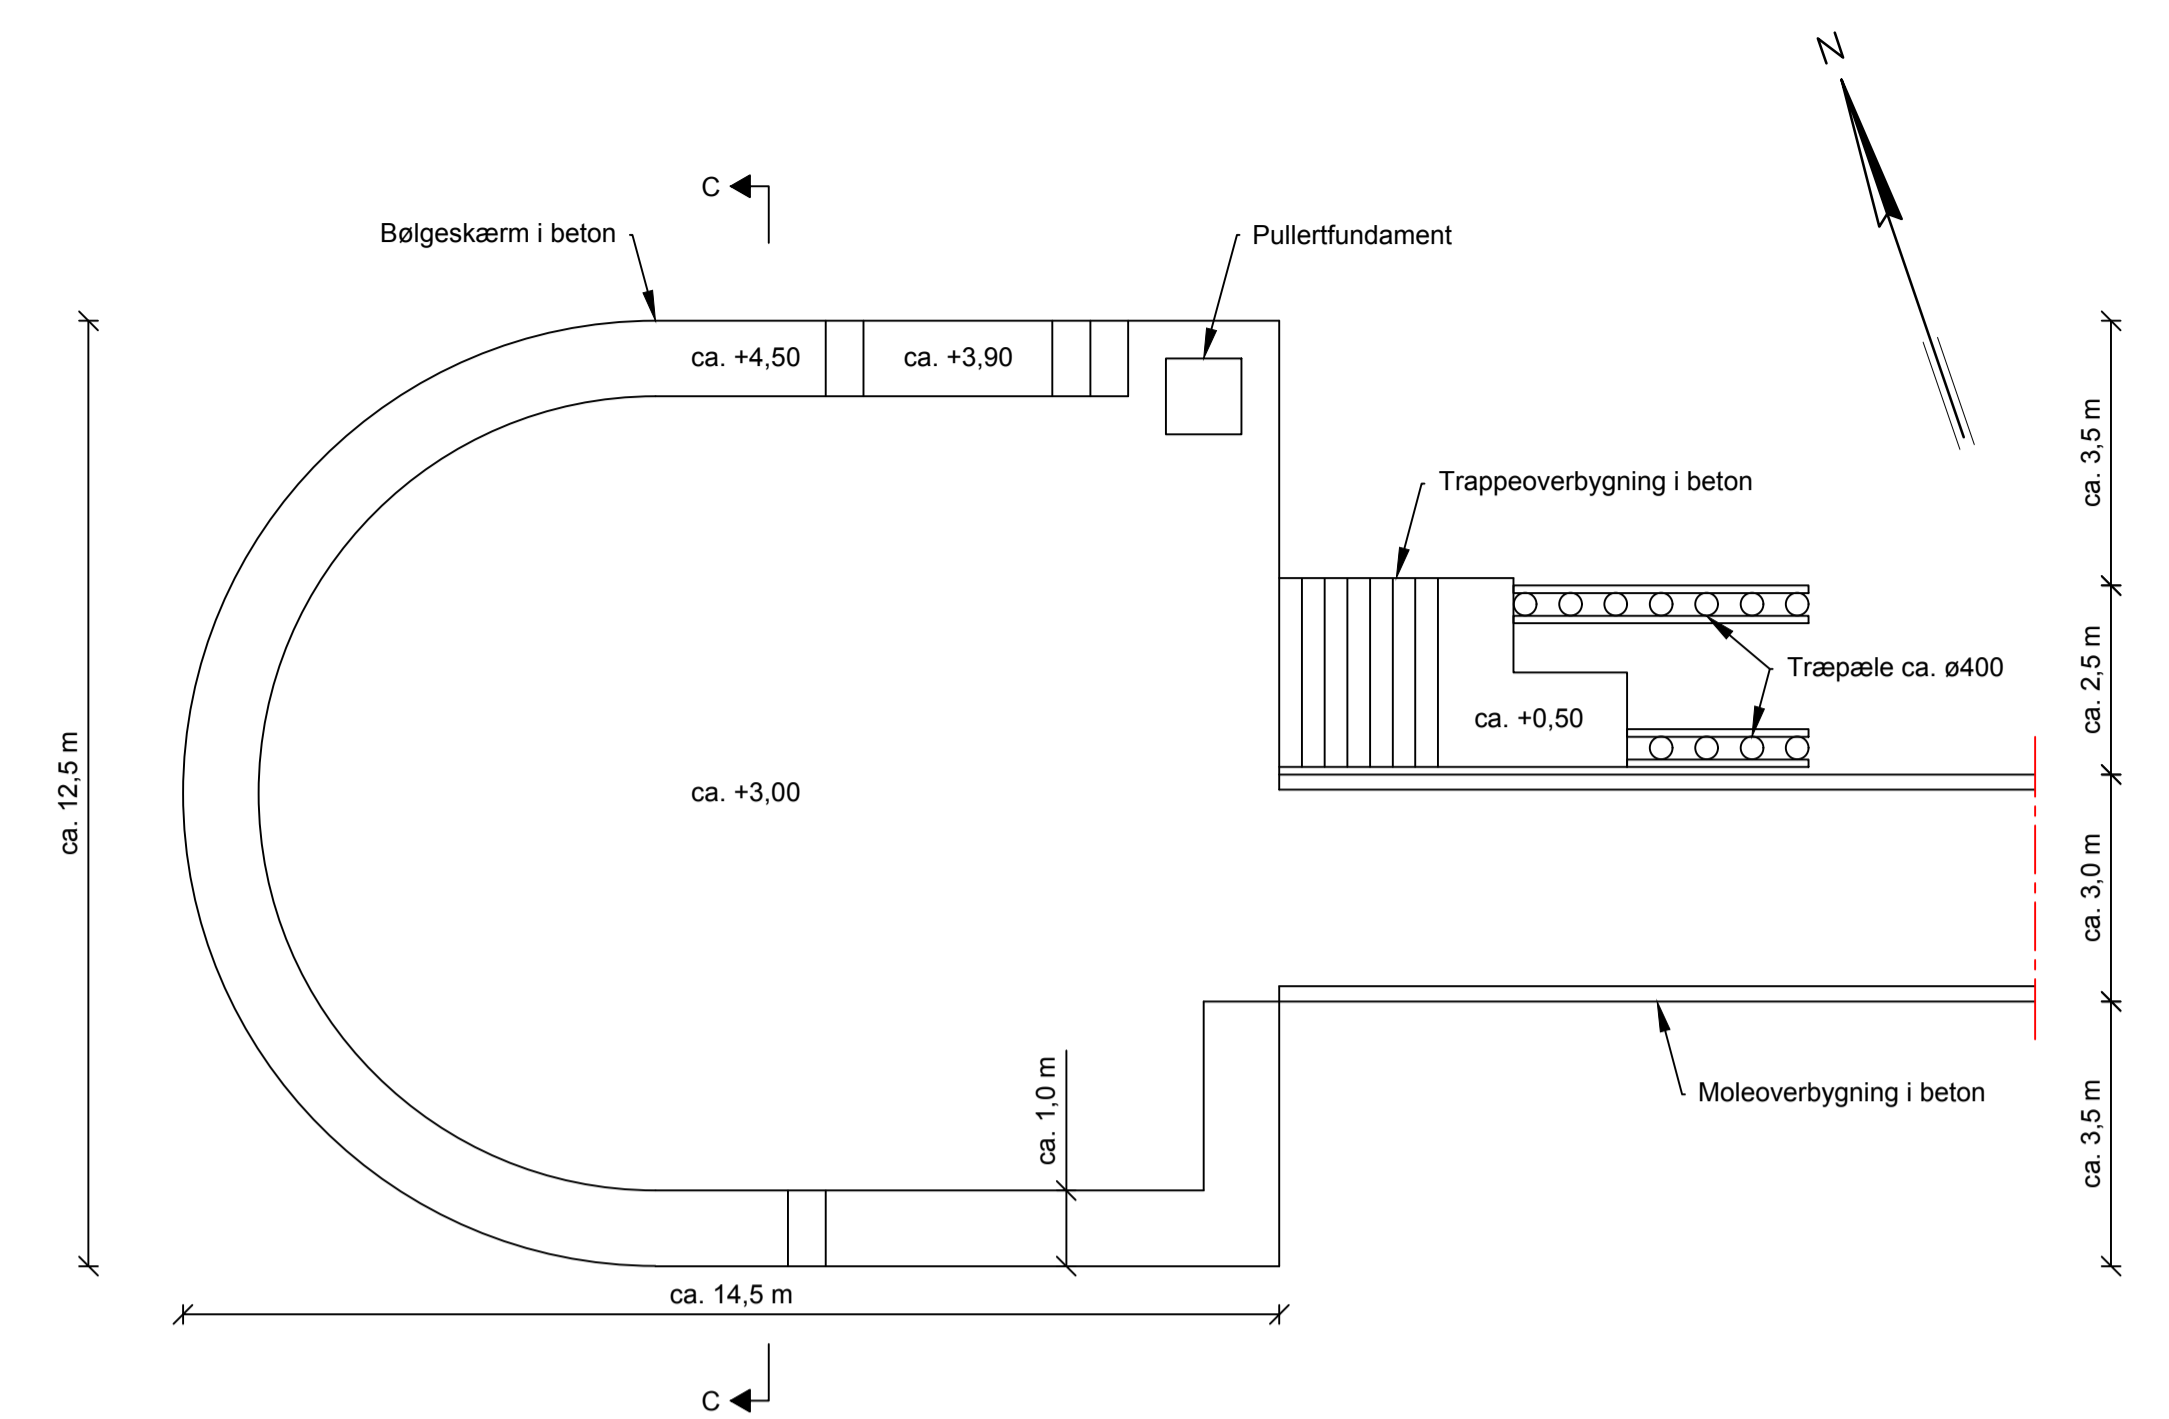 N
C
Bølgeskærm i beton
Pullertfundament
ca. +4,50
ca. +3,90
ca. 3,5 m
Trappeoverbygning i beton
Træpæle ca. ø400
ca. 2,5 m
ca. +0,50
ca. 12,5 m
ca. +3,00
ca. 3,0 m
ca. 1,0 m
Moleoverbygning i beton
ca. 3,5 m
ca. 14,5 m
C